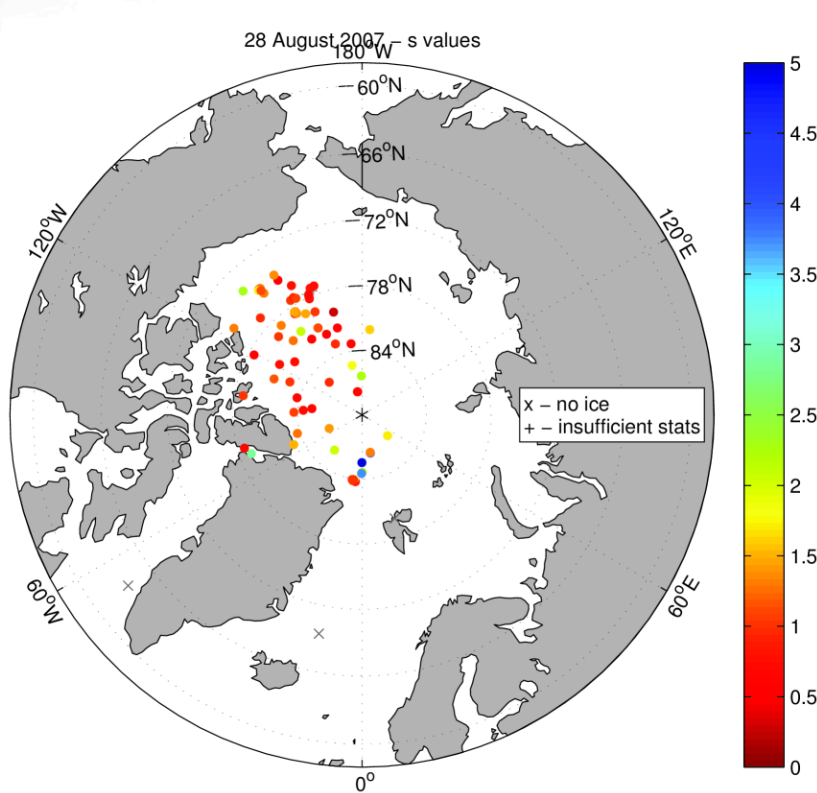 28 August 2007 – s values
180°W
60°N
66°N
72°N
78°N
84°N
120°W
120°E
60°W
60°E
0°
x – no ice
+ – insufficient stats
5
4.5
4
3.5
3
2.5
2
1.5
1
0.5
0